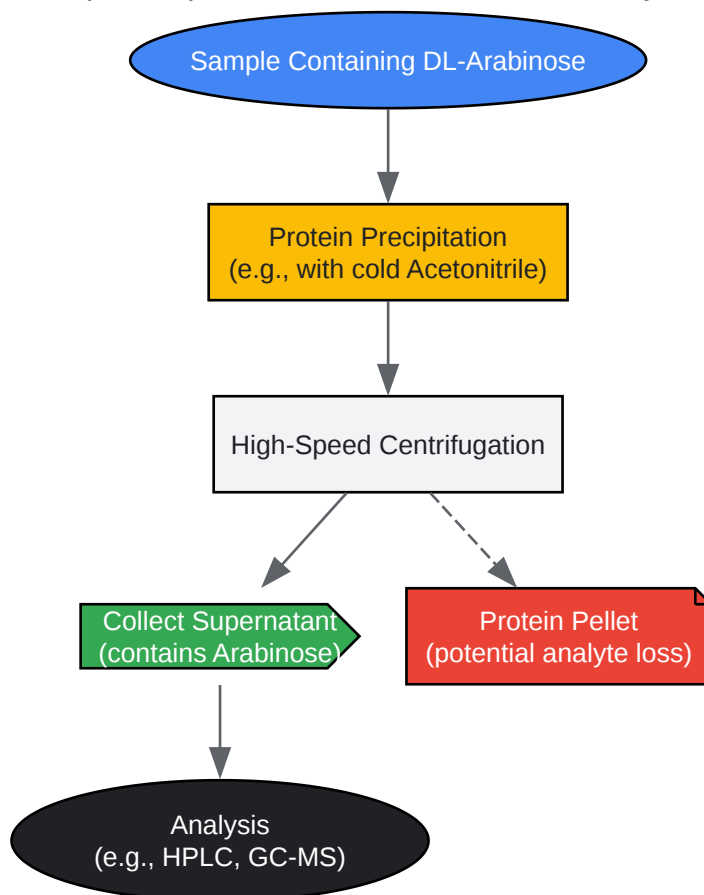 Sample Containing DL-Arabinose
Protein Precipitation
(e.g., with cold Acetonitrile)
High-Speed Centrifugation
Collect Supernatant
(contains Arabinose)
Protein Pellet
(potential analyte loss)
Analysis
(e.g., HPLC, GC-MS)